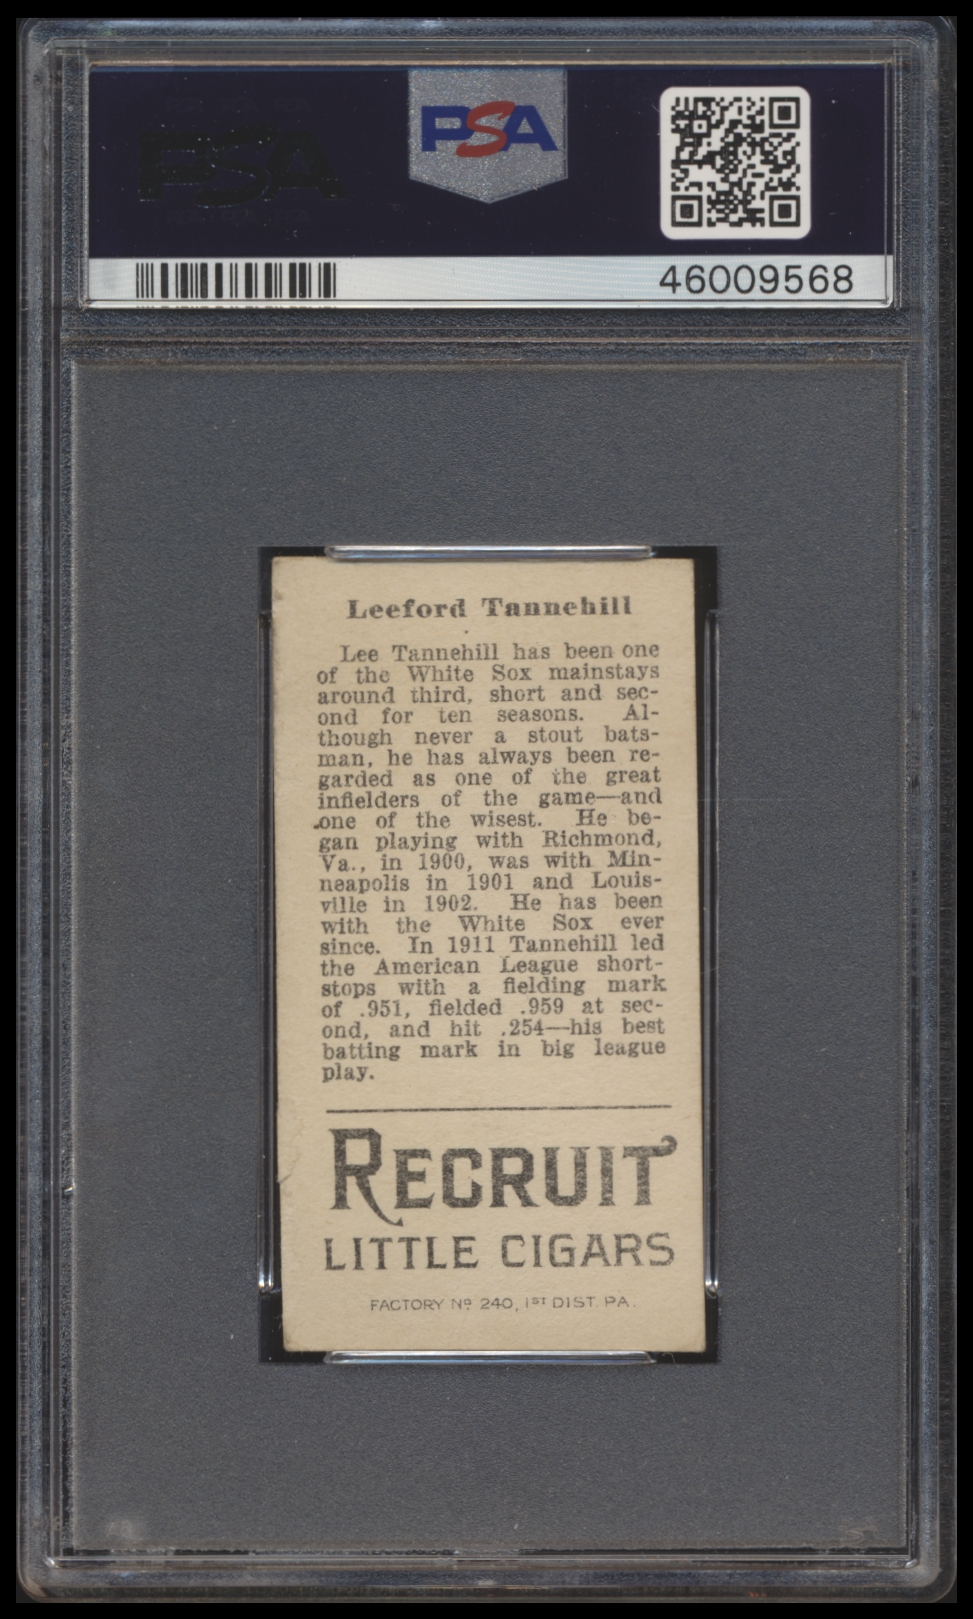 PSA
PSA
46009568
Leeford Tannehill
Lee Tannehill has been one
of the White Sox mainstays
around third, short and sec-
ond for ten seasons. Al-
though never a stout bats-
man, he has always been re-
garded as one of the great
infielders of the game—and
one of the wisest. He be-
gan playing with Richmond,
Va., in 1900, was with Min-
neapolis in 1901 and Louis-
ville in 1902. He has been
with the White Sox ever
since. In 1911 Tannehill led
the American League short-
stops with a fielding mark
of .951, fielded .959 at sec-
ond, and hit .254—his best
batting mark in big league
play.
RECRUIT
LITTLE CIGARS
FACTORY Nº 240, 1ST DIST. PA.